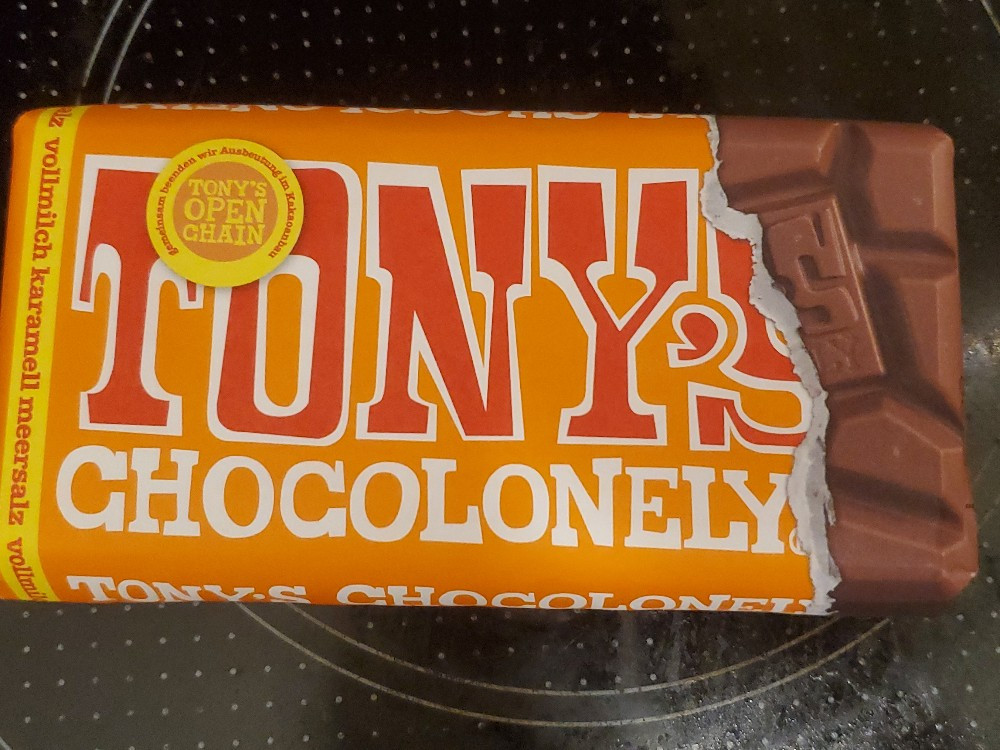 gemeinsam beenden wir Ausbeutung im Kakaoanbau
TONY'S
OPEN
CHAIN
TONY'S
CHOCOLONELY
TONY'S CHOCOLONELY
vollmilch karamell meersalz